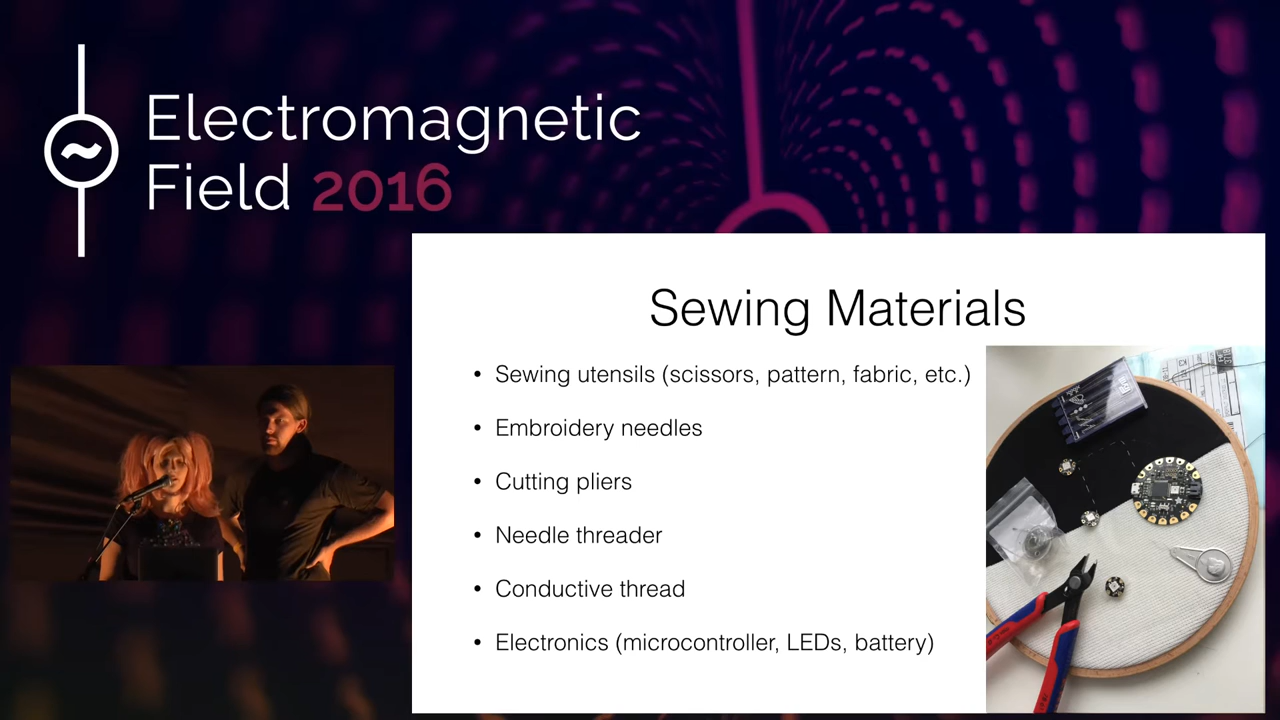 Electromagnetic
Field 2016
Sewing Materials
• Sewing utensils (scissors, pattern, fabric, etc.)
• Embroidery needles
• Cutting pliers
• Needle threader
• Conductive thread
• Electronics (microcontroller, LEDs, battery)